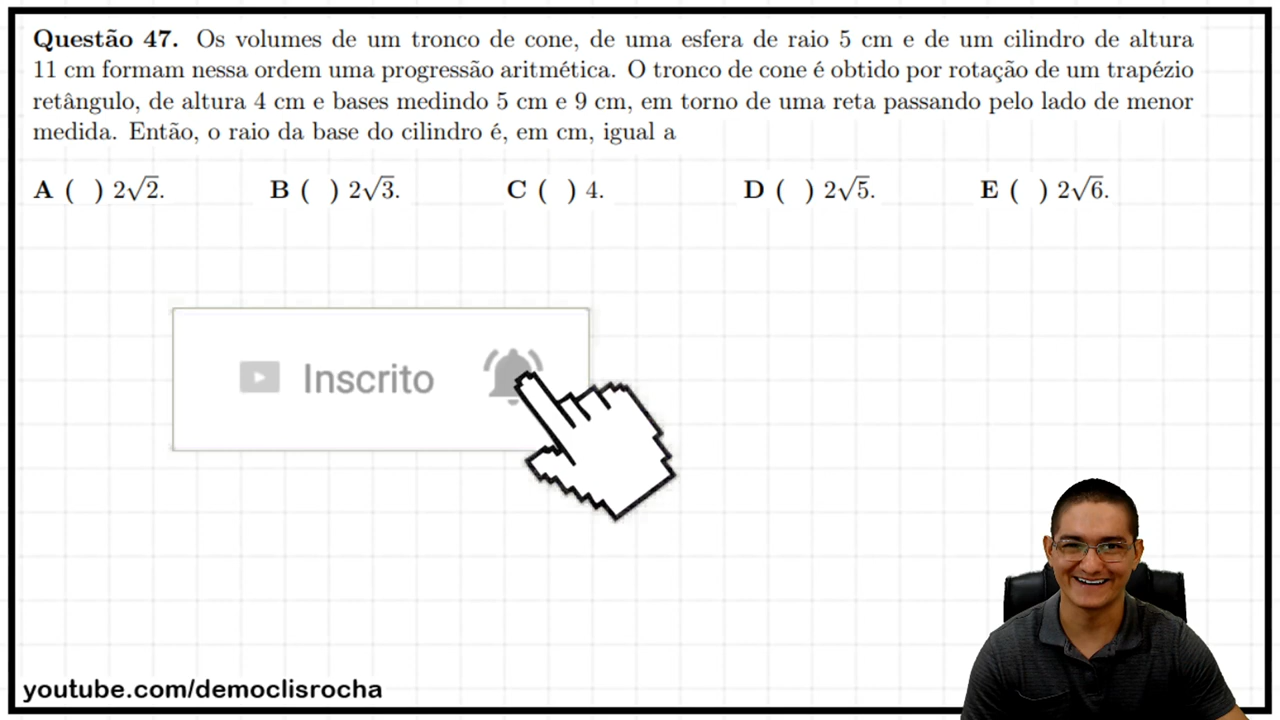 Questão 47. Os volumes de um tronco de cone, de uma esfera de raio 5 cm e de um cilindro de altura
11 cm formam nessa ordem uma progressão aritmética. O tronco de cone é obtido por rotação de um trapézio
retângulo, de altura 4 cm e bases medindo 5 cm e 9 cm, em torno de uma reta passando pelo lado de menor
medida. Então, o raio da base do cilindro é, em cm, igual a
A ( ) 2√2. B ( ) 2√3. C ( ) 4. D ( ) 2√5. E ( ) 2√6.
Inscrito
youtube.com/democlisrocha